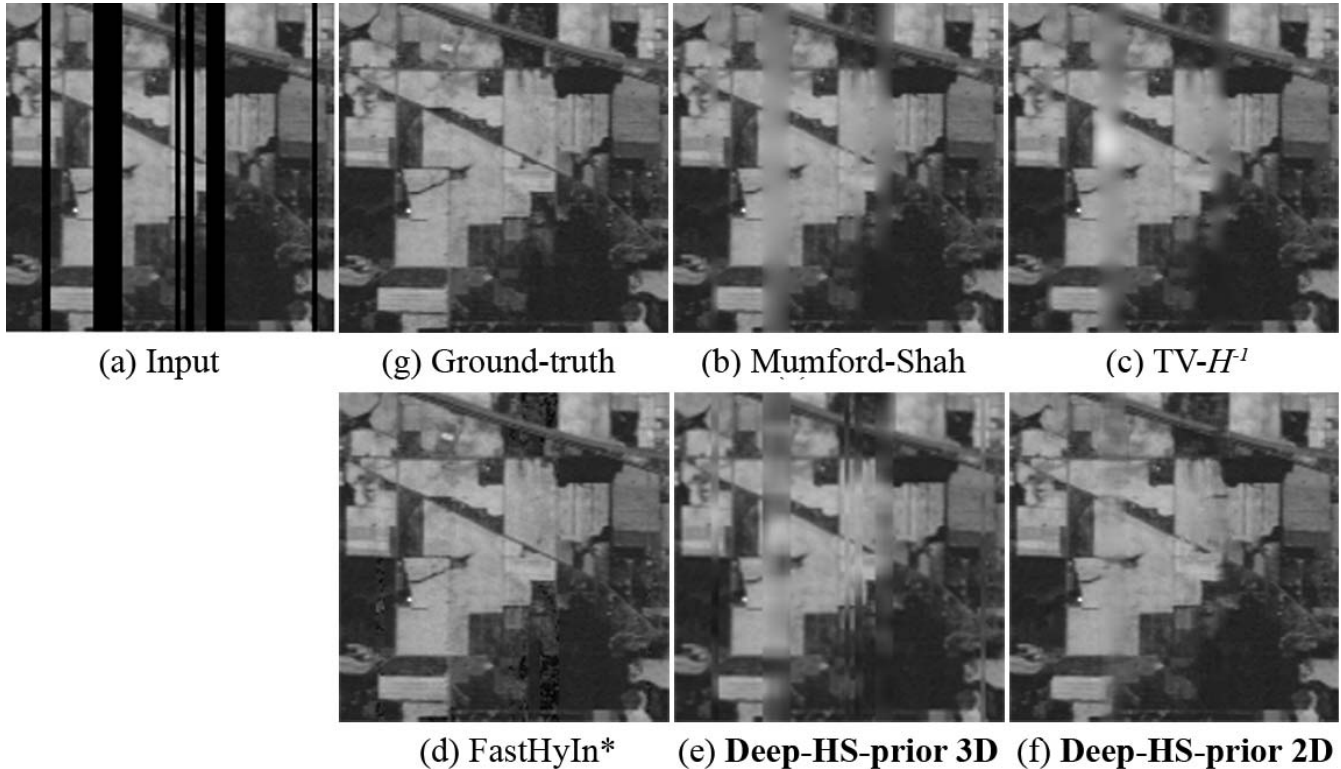 (a) Input (g) Ground-truth (b) Mumford-Shah (c) TV-H⁻¹
(d) FastHyIn* (e) Deep-HS-prior 3D (f) Deep-HS-prior 2D